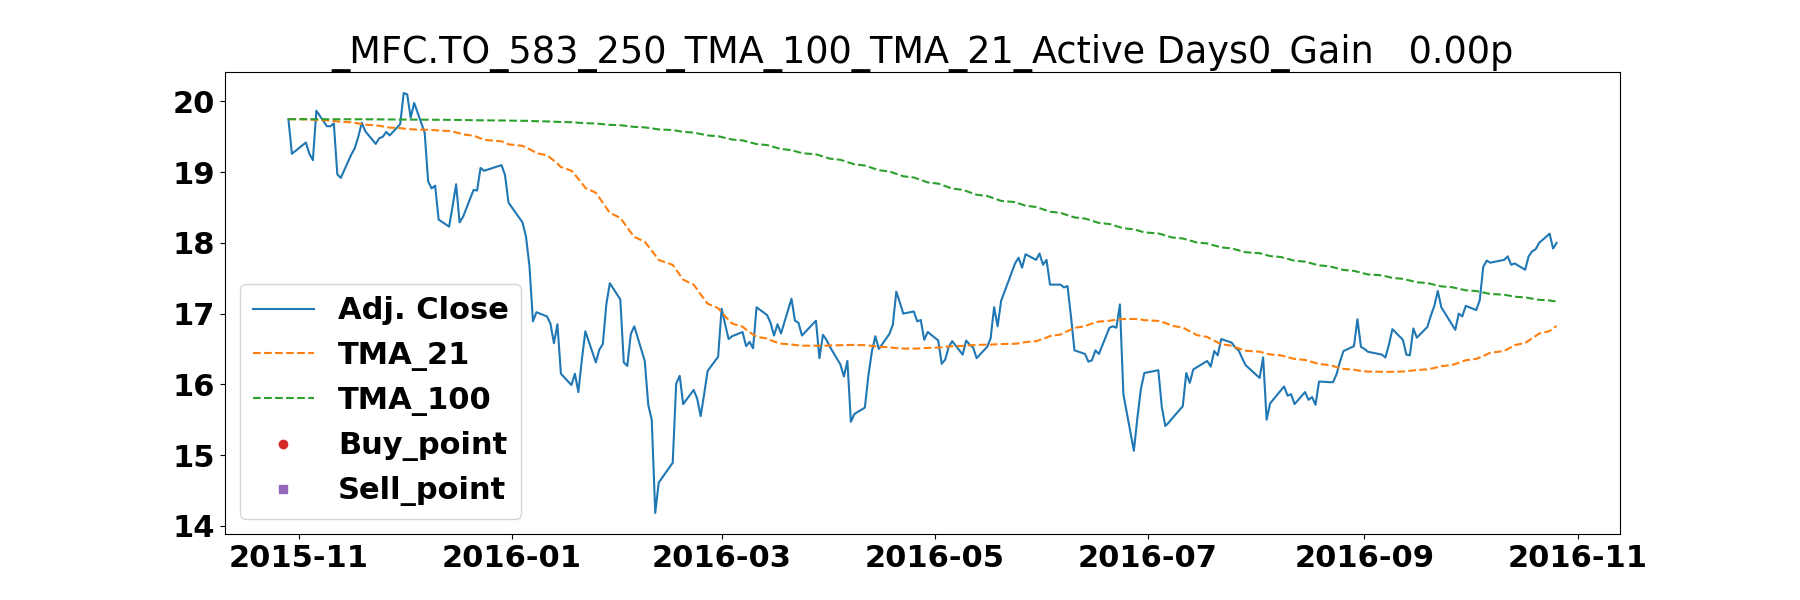 _MFC.TO_583_250_TMA_100_TMA_21_Active Days0_Gain   0.00p
20
19
18
17
16
15
14
Adj. Close
TMA_21
TMA_100
Buy_point
Sell_point
2015-11 2016-01 2016-03 2016-05 2016-07 2016-09 2016-11